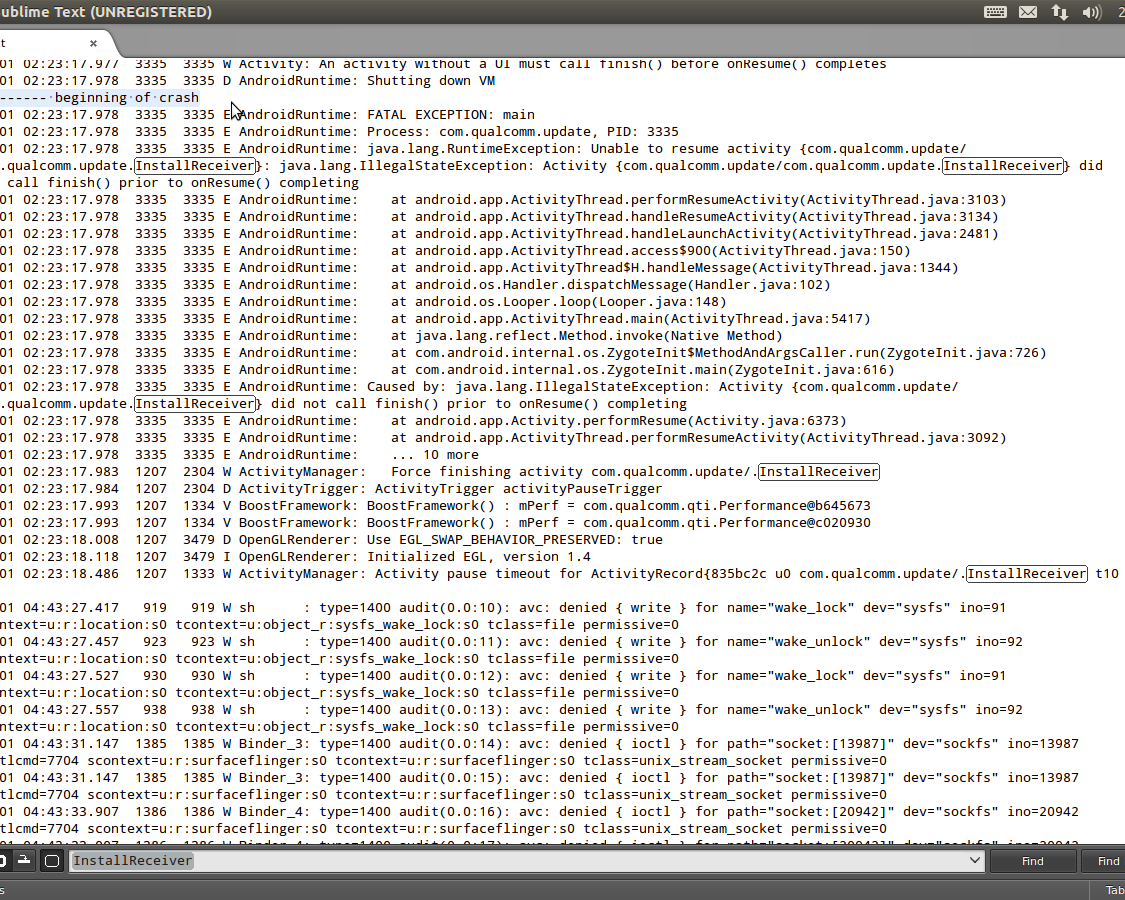 ublime Text (UNREGISTERED)
t ×
01 02:23:17.977 3335 3335 W Activity: An activity without a UI must call finish() before onResume() completes
01 02:23:17.978 3335 3335 D AndroidRuntime: Shutting down VM
------ beginning of crash
01 02:23:17.978 3335 3335 E AndroidRuntime: FATAL EXCEPTION: main
01 02:23:17.978 3335 3335 E AndroidRuntime: Process: com.qualcomm.update, PID: 3335
01 02:23:17.978 3335 3335 E AndroidRuntime: java.lang.RuntimeException: Unable to resume activity {com.qualcomm.update/
.qualcomm.update.InstallReceiver}: java.lang.IllegalStateException: Activity {com.qualcomm.update/com.qualcomm.update.InstallReceiver} did
call finish() prior to onResume() completing
01 02:23:17.978 3335 3335 E AndroidRuntime: at android.app.ActivityThread.performResumeActivity(ActivityThread.java:3103)
01 02:23:17.978 3335 3335 E AndroidRuntime: at android.app.ActivityThread.handleResumeActivity(ActivityThread.java:3134)
01 02:23:17.978 3335 3335 E AndroidRuntime: at android.app.ActivityThread.handleLaunchActivity(ActivityThread.java:2481)
01 02:23:17.978 3335 3335 E AndroidRuntime: at android.app.ActivityThread.access$900(ActivityThread.java:150)
01 02:23:17.978 3335 3335 E AndroidRuntime: at android.app.ActivityThread$H.handleMessage(ActivityThread.java:1344)
01 02:23:17.978 3335 3335 E AndroidRuntime: at android.os.Handler.dispatchMessage(Handler.java:102)
01 02:23:17.978 3335 3335 E AndroidRuntime: at android.os.Looper.loop(Looper.java:148)
01 02:23:17.978 3335 3335 E AndroidRuntime: at android.app.ActivityThread.main(ActivityThread.java:5417)
01 02:23:17.978 3335 3335 E AndroidRuntime: at java.lang.reflect.Method.invoke(Native Method)
01 02:23:17.978 3335 3335 E AndroidRuntime: at com.android.internal.os.ZygoteInit$MethodAndArgsCaller.run(ZygoteInit.java:726)
01 02:23:17.978 3335 3335 E AndroidRuntime: at com.android.internal.os.ZygoteInit.main(ZygoteInit.java:616)
01 02:23:17.978 3335 3335 E AndroidRuntime: Caused by: java.lang.IllegalStateException: Activity {com.qualcomm.update/
.qualcomm.update.InstallReceiver} did not call finish() prior to onResume() completing
01 02:23:17.978 3335 3335 E AndroidRuntime: at android.app.Activity.performResume(Activity.java:6373)
01 02:23:17.978 3335 3335 E AndroidRuntime: at android.app.ActivityThread.performResumeActivity(ActivityThread.java:3092)
01 02:23:17.978 3335 3335 E AndroidRuntime: ... 10 more
01 02:23:17.983 1207 2304 W ActivityManager: Force finishing activity com.qualcomm.update/.InstallReceiver
01 02:23:17.984 1207 2304 D ActivityTrigger: ActivityTrigger activityPauseTrigger
01 02:23:17.993 1207 1334 V BoostFramework: BoostFramework() : mPerf = com.qualcomm.qti.Performance@b645673
01 02:23:17.993 1207 1334 V BoostFramework: BoostFramework() : mPerf = com.qualcomm.qti.Performance@c020930
01 02:23:18.008 1207 3479 D OpenGLRenderer: Use EGL_SWAP_BEHAVIOR_PRESERVED: true
01 02:23:18.118 1207 3479 I OpenGLRenderer: Initialized EGL, version 1.4
01 02:23:18.486 1207 1333 W ActivityManager: Activity pause timeout for ActivityRecord{835bc2c u0 com.qualcomm.update/.InstallReceiver t10
01 04:43:27.417 919 919 W sh : type=1400 audit(0.0:10): avc: denied { write } for name="wake_lock" dev="sysfs" ino=91
ntext=u:r:location:s0 tcontext=u:object_r:sysfs_wake_lock:s0 tclass=file permissive=0
01 04:43:27.457 923 923 W sh : type=1400 audit(0.0:11): avc: denied { write } for name="wake_unlock" dev="sysfs" ino=92
ntext=u:r:location:s0 tcontext=u:object_r:sysfs_wake_lock:s0 tclass=file permissive=0
01 04:43:27.527 930 930 W sh : type=1400 audit(0.0:12): avc: denied { write } for name="wake_lock" dev="sysfs" ino=91
ntext=u:r:location:s0 tcontext=u:object_r:sysfs_wake_lock:s0 tclass=file permissive=0
01 04:43:27.557 938 938 W sh : type=1400 audit(0.0:13): avc: denied { write } for name="wake_unlock" dev="sysfs" ino=92
ntext=u:r:location:s0 tcontext=u:object_r:sysfs_wake_lock:s0 tclass=file permissive=0
01 04:43:31.147 1385 1385 W Binder_3: type=1400 audit(0.0:14): avc: denied { ioctl } for path="socket:[13987]" dev="sockfs" ino=13987
tlcmd=7704 scontext=u:r:surfaceflinger:s0 tcontext=u:r:surfaceflinger:s0 tclass=unix_stream_socket permissive=0
01 04:43:31.147 1385 1385 W Binder_3: type=1400 audit(0.0:15): avc: denied { ioctl } for path="socket:[13987]" dev="sockfs" ino=13987
tlcmd=7704 scontext=u:r:surfaceflinger:s0 tcontext=u:r:surfaceflinger:s0 tclass=unix_stream_socket permissive=0
01 04:43:33.907 1386 1386 W Binder_4: type=1400 audit(0.0:16): avc: denied { ioctl } for path="socket:[20942]" dev="sockfs" ino=20942
tlcmd=7704 scontext=u:r:surfaceflinger:s0 tcontext=u:r:surfaceflinger:s0 tclass=unix_stream_socket permissive=0
InstallReceiver
Find
Find
s
Tab